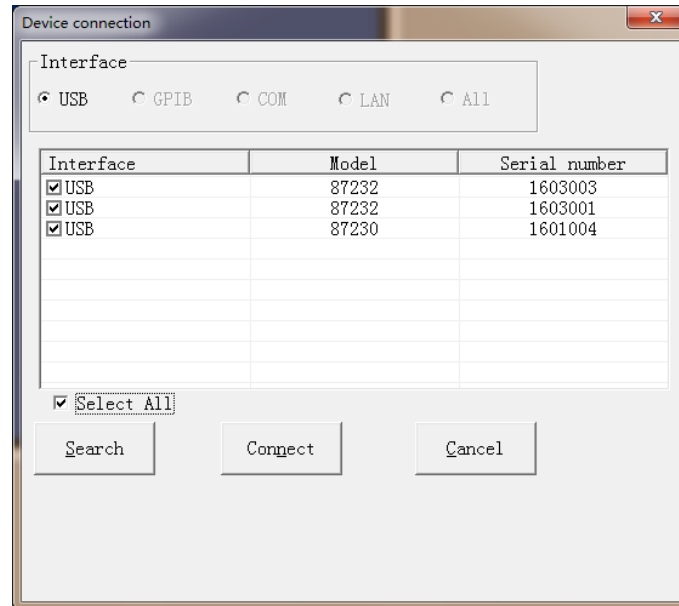 Device connection
Interface
USB GPIB COM LAN All
Interface Model Serial number
USB 87232 1603003
USB 87232 1603001
USB 87230 1601004
Select All
Search Connect Cancel